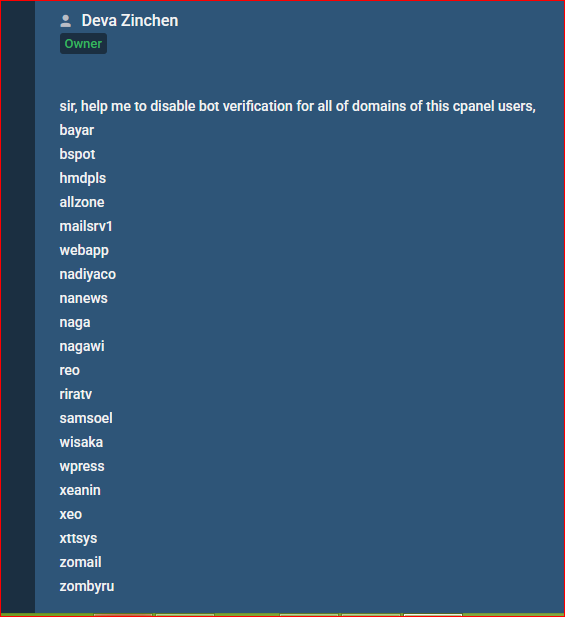 Deva Zinchen
Owner
sir, help me to disable bot verification for all of domains of this cpanel users,
bayar
bspot
hmdpls
allzone
mailsrv1
webapp
nadiyaco
nanews
naga
nagawi
reo
riratv
samsoel
wisaka
wpress
xeanin
xeo
xttsys
zomail
zombyru